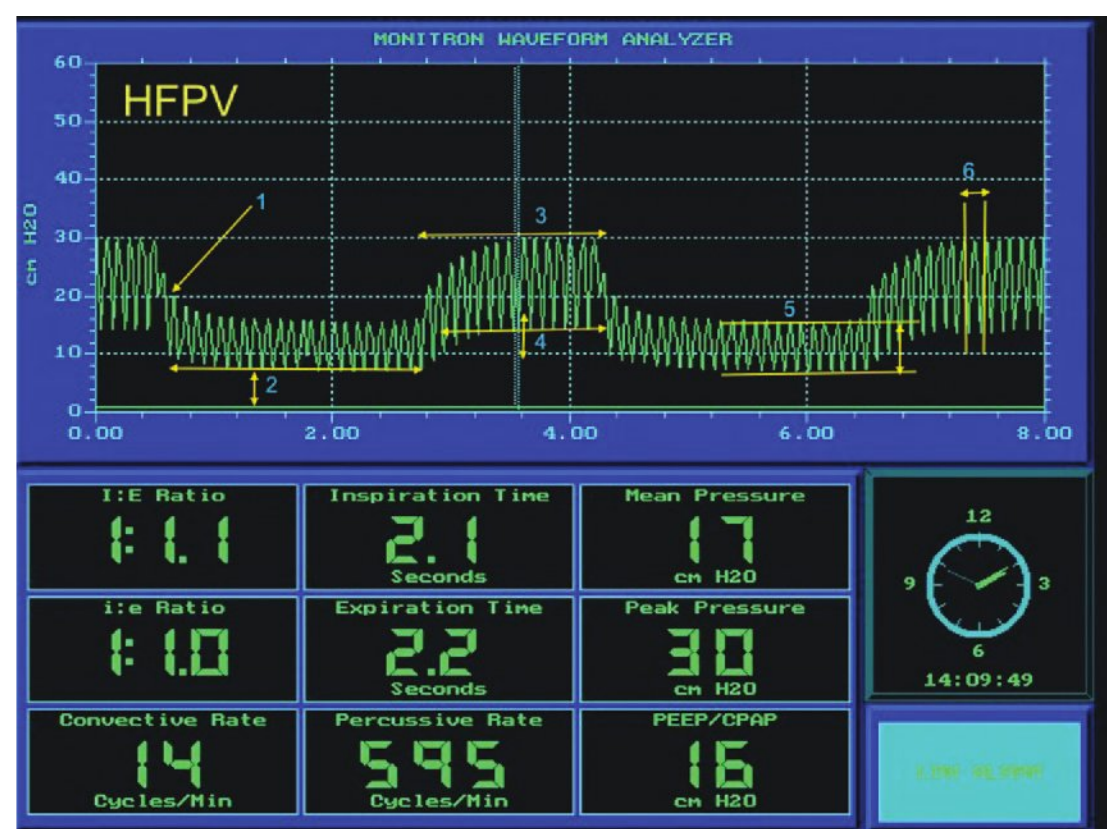 MONITRON WAVEFORM ANALYZER
HFPV
60
50
40
30
20
10
0
cm H2O
0.00 2.00 4.00 6.00 8.00
1
2
3
4
5
6
I:E Ratio
1:1.1
Inspiration Time
2.1
Seconds
Mean Pressure
17
cm H2O
i:e Ratio
1:1.0
Expiration Time
2.2
Seconds
Peak Pressure
30
cm H2O
Convective Rate
14
Cycles/Min
Percussive Rate
595
Cycles/Min
PEEP/CPAP
16
cm H2O
12
9 3
6
14:09:49